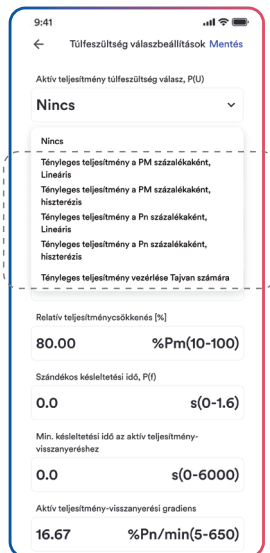 9:41
Túlfeszültség válaszbeállítások Mentés
Aktív teljesítmény túlfeszültség válasz, P(U)
Nincs
Nincs
Tényleges teljesítmény a PM százalékaként,
Lineáris
Tényleges teljesítmény a PM százalékaként,
hiszterézis
Tényleges teljesítmény a Pn százalékaként,
Lineáris
Tényleges teljesítmény a Pn százalékaként,
hiszterézis
Tényleges teljesítmény vezérlése Tajvan számára
Relatív teljesítménycsökkenés [%]
80.00 %Pm(10-100)
Szándékos késleltetési idő, P(f)
0.0 s(0-1.6)
Min. késleltetési idő az aktív teljesítmény-
visszanyeréshez
0.0 s(0-6000)
Aktív teljesítmény-visszanyerési gradiens
16.67 %Pn/min(5-650)